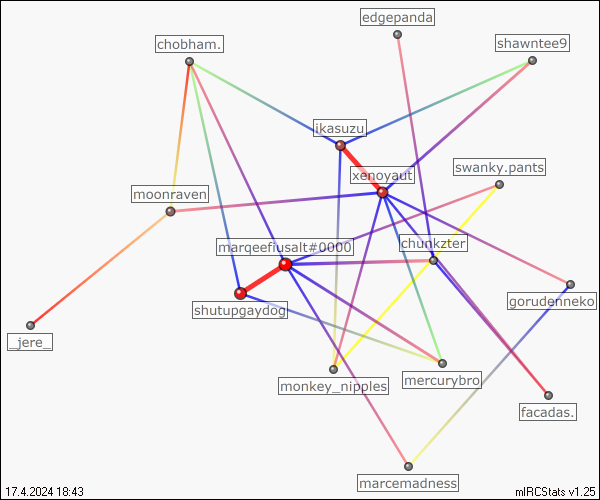 edgepanda
chobham.
shawntee9
ikasuzu
swanky.pants
xenoyaut
moonraven
chunkzter
marqeefiusalt#0000
gorudenneko
shutupgaydog
_jere_
monkey_nipples
mercurybro
facadas.
marcemadness
17.4.2024 18:43
mIRCStats v1.25